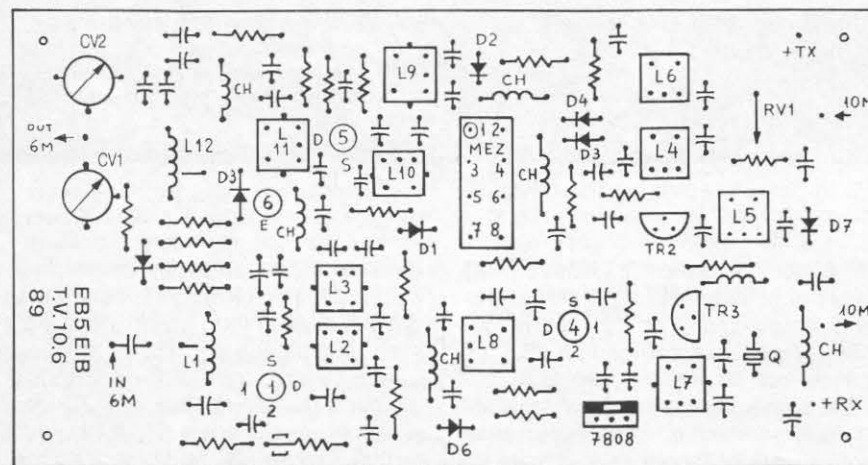 CV2
CH
D2
L9
CH
+TX
L6
D4
RV1
10M
OUT
6M
L12
L
11
D
5
S
1 2
MEZ
3 4
5 6
7 8
D3
L4
CV1
L10
CH
D3
6
E
CH
L5
D1
TR2
D7
L3
EB5EIB
T.V.10.6
89
S
D
4
1
2
TR3
10M
L2
CH
L8
IN
6M
L1
S
1
1
D
2
L7
Q
CH
+RX
D6
7808